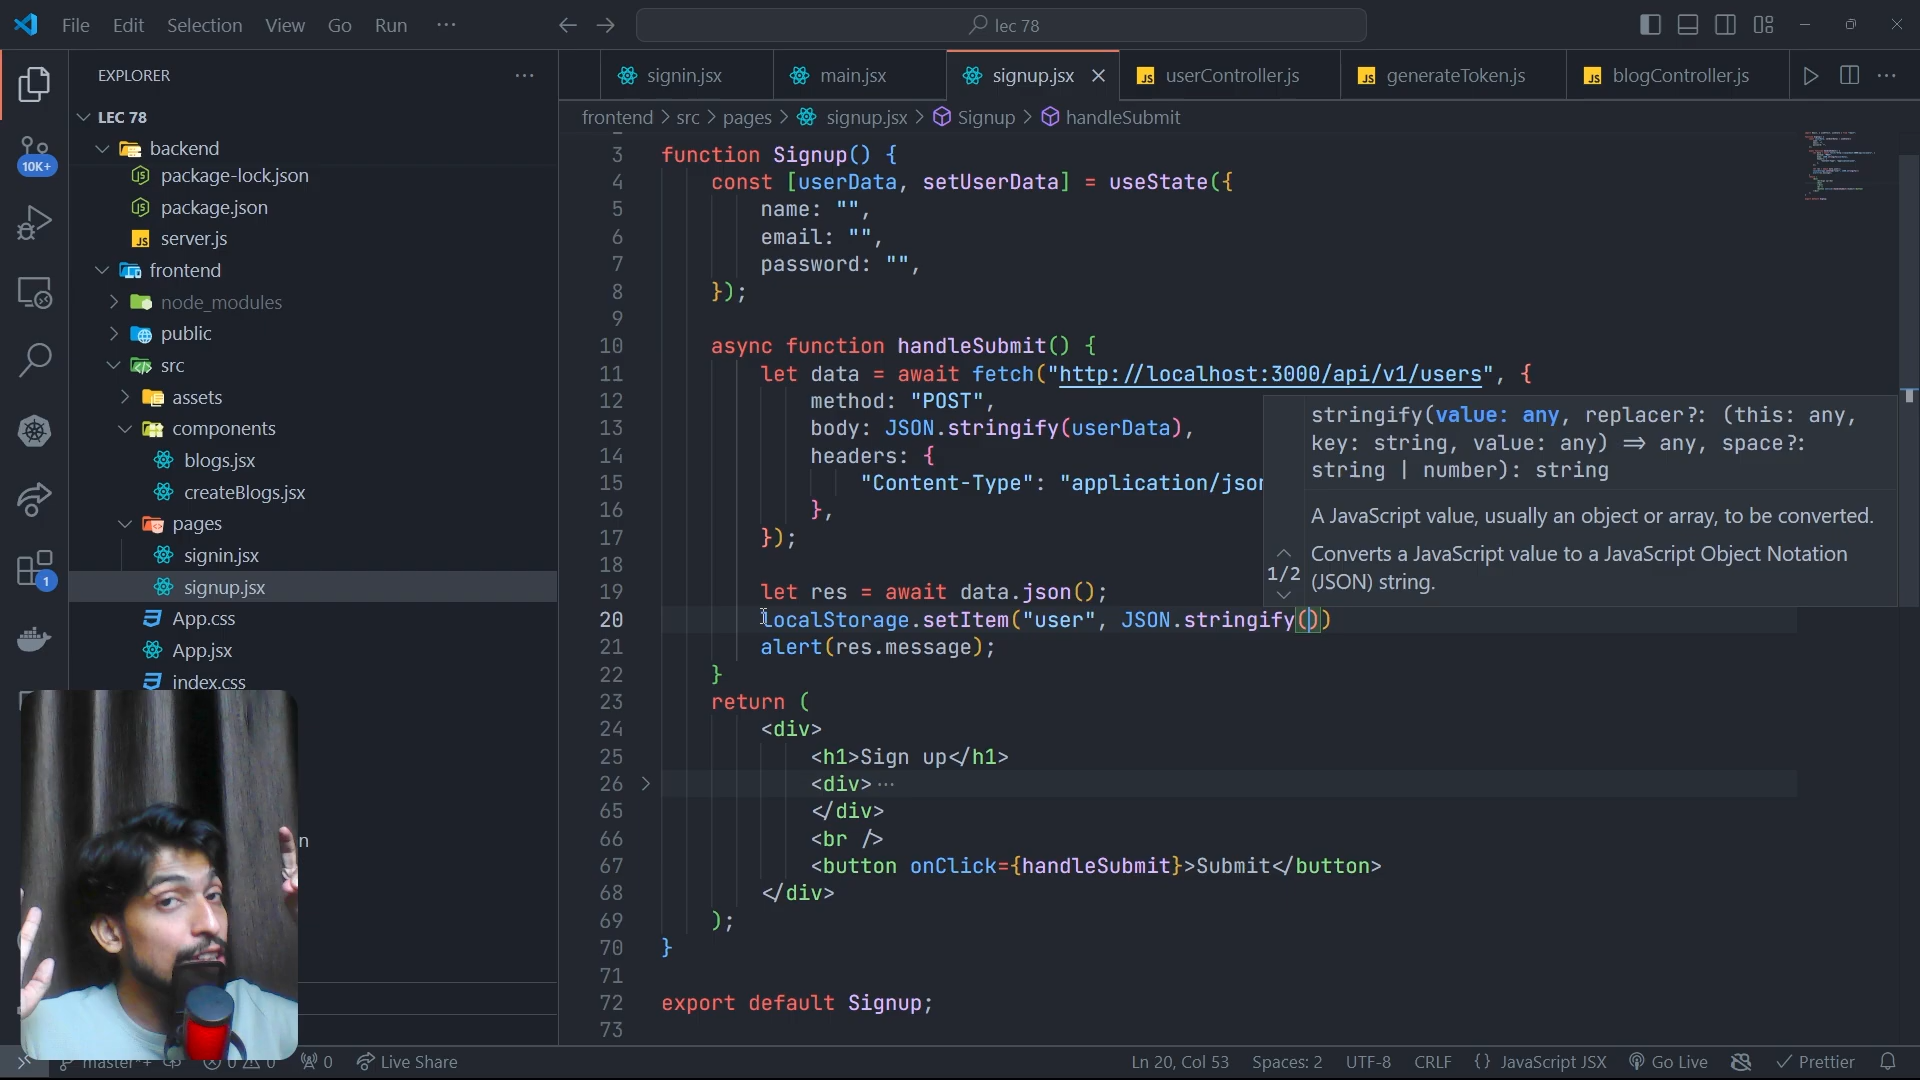 File Edit Selection View Go Run ···
lec 78
EXPLORER
LEC 78
backend
package-lock.json
package.json
server.js
frontend
node_modules
public
src
assets
components
blogs.jsx
createBlogs.jsx
pages
signin.jsx
signup.jsx
App.css
App.jsx
index.css
10K+
1
signin.jsx main.jsx signup.jsx userController.js generateToken.js blogController.js
frontend > src > pages > signup.jsx > Signup > handleSubmit
3 function Signup() {
4 const [userData, setUserData] = useState({
5 name: "",
6 email: "",
7 password: "",
8 });
9
10 async function handleSubmit() {
11 let data = await fetch("http://localhost:3000/api/v1/users", {
12 method: "POST",
13 body: JSON.stringify(userData),
14 headers: {
15 "Content-Type": "application/json
16 },
17 });
18
19 let res = await data.json();
20 localStorage.setItem("user", JSON.stringify())
21 alert(res.message);
22 }
23 return (
24 <div>
25 <h1>Sign up</h1>
26 <div>···
65 </div>
66 <br />
67 <button onClick={handleSubmit}>Submit</button>
68 </div>
69 );
70 }
71
72 export default Signup;
73
stringify(value: any, replacer?: (this: any,
key: string, value: any) => any, space?:
string | number): string
A JavaScript value, usually an object or array, to be converted.
Converts a JavaScript value to a JavaScript Object Notation
(JSON) string.
1/2
master*+ 0 0 0 Live Share Ln 20, Col 53 Spaces: 2 UTF-8 CRLF {} JavaScript JSX Go Live Prettier